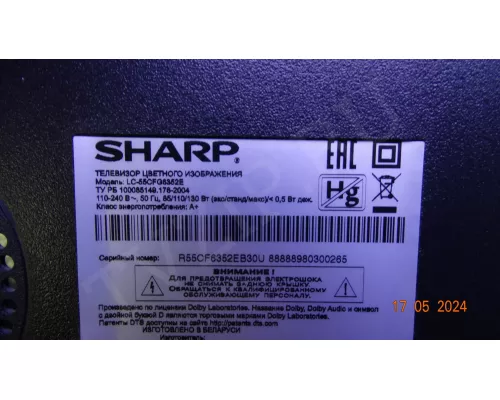 SHARP®
EAC
ТЕЛЕВИЗОР ЦВЕТНОГО ИЗОБРАЖЕНИЯ
Модель: LC-55CFG6352E
ТУ РБ 100085149.178-2004
110-240 В ~, 50 Гц, 85/110/130 Вт (эко/станд/макс)/< 0,5 Вт деж.
Класс энергопотребления: A+
Hg
Серийный номер: R55CF6352EB30U 88888980300265
ВНИМАНИЕ !
Для предотвращения электрошока
не снимать заднюю крышку.
Обращаться к квалифицированному
обслуживающему персоналу.
Произведено по лицензии Dolby Laboratories. Название Dolby, Dolby Audio и символ
с двойной буквой D являются торговыми марками Dolby Laboratories.
Патенты DTS доступны на сайте http://patents.dts.com/
ИЗГОТОВЛЕНО В БЕЛАРУСИ
Изготовитель:
17 05 2024